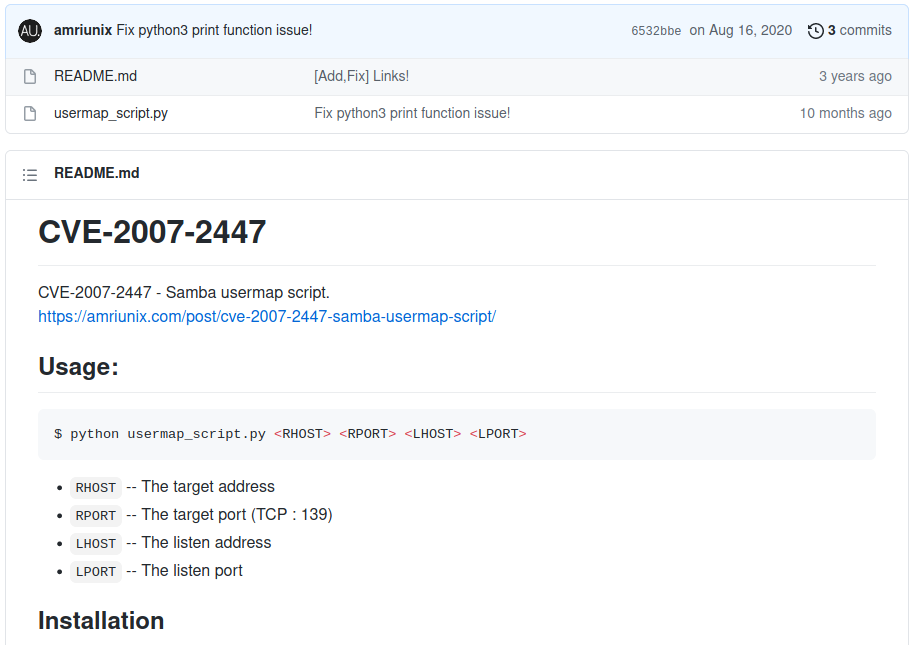 AU. amriunix Fix python3 print function issue! 6532bbe on Aug 16, 2020 3 commits
README.md [Add,Fix] Links! 3 years ago
usermap_script.py Fix python3 print function issue! 10 months ago
README.md
CVE-2007-2447
CVE-2007-2447 - Samba usermap script.
https://amriunix.com/post/cve-2007-2447-samba-usermap-script/
Usage:
$ python usermap_script.py <RHOST> <RPORT> <LHOST> <LPORT>
• RHOST -- The target address
• RPORT -- The target port (TCP : 139)
• LHOST -- The listen address
• LPORT -- The listen port
Installation